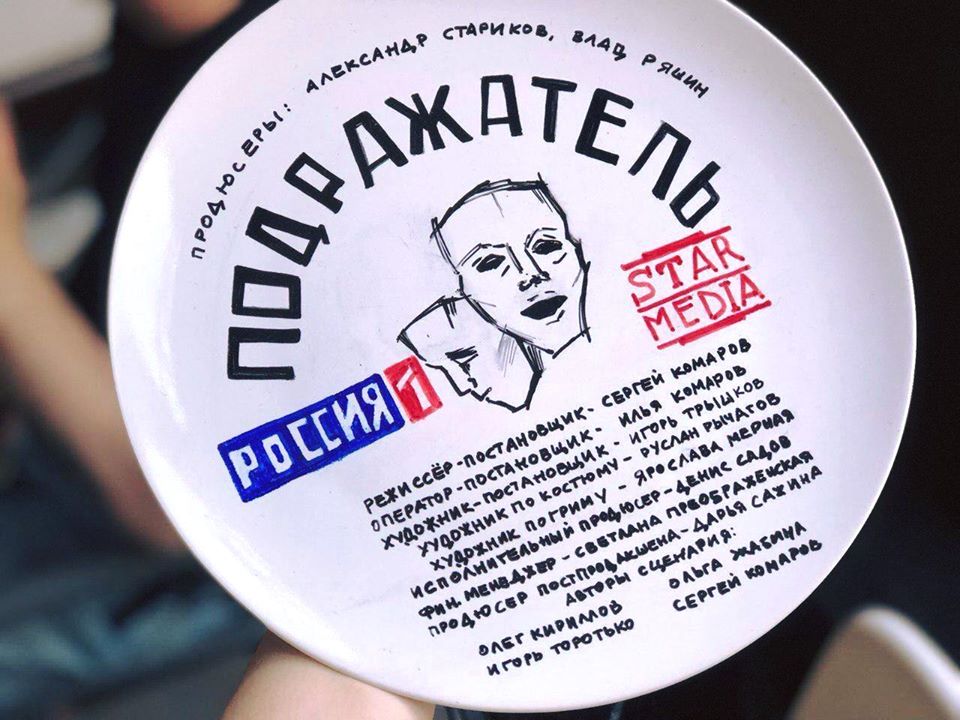 ПРОДЮСЕРЫ: АЛЕКСАНДР СТАРИКОВ, ВЛАД РЯШИН
ПОДРАЖАТЕЛЬ
STAR
MEDIA
РОССИЯ 1
РЕЖИССЁР-ПОСТАНОВЩИК- СЕРГЕЙ КОМАРОВ
ОПЕРАТОР-ПОСТАНОВЩИК- ИЛЬЯ КОМАРОВ
ХУДОЖНИК-ПОСТАНОВЩИК- ИГОРЬ ТРЫШКОВ
ХУДОЖНИК ПО КОСТЮМУ - РУСЛАН РЫЧАГОВ
ХУДОЖНИК ПО ГРИМУ - ЯРОСЛАВА МЕРНАЯ
ИСПОЛНИТЕЛЬНЫЙ ПРОДЮСЕР-ДЕНИС САДОВ
ФИН. МЕНЕДЖЕР - СВЕТЛАНА ПРЕОБРАЖЕНСКАЯ
ПРОДЮСЕР ПОСТПРОДАКШЕНА-ДАРЬЯ САЖИНА
АВТОРЫ СЦЕНАРИЯ:
ОЛЕГ КИРИЛЛОВ ОЛЬГА ЖАБИНА
ИГОРЬ ТОРОТЬКО СЕРГЕЙ КОМАРОВ